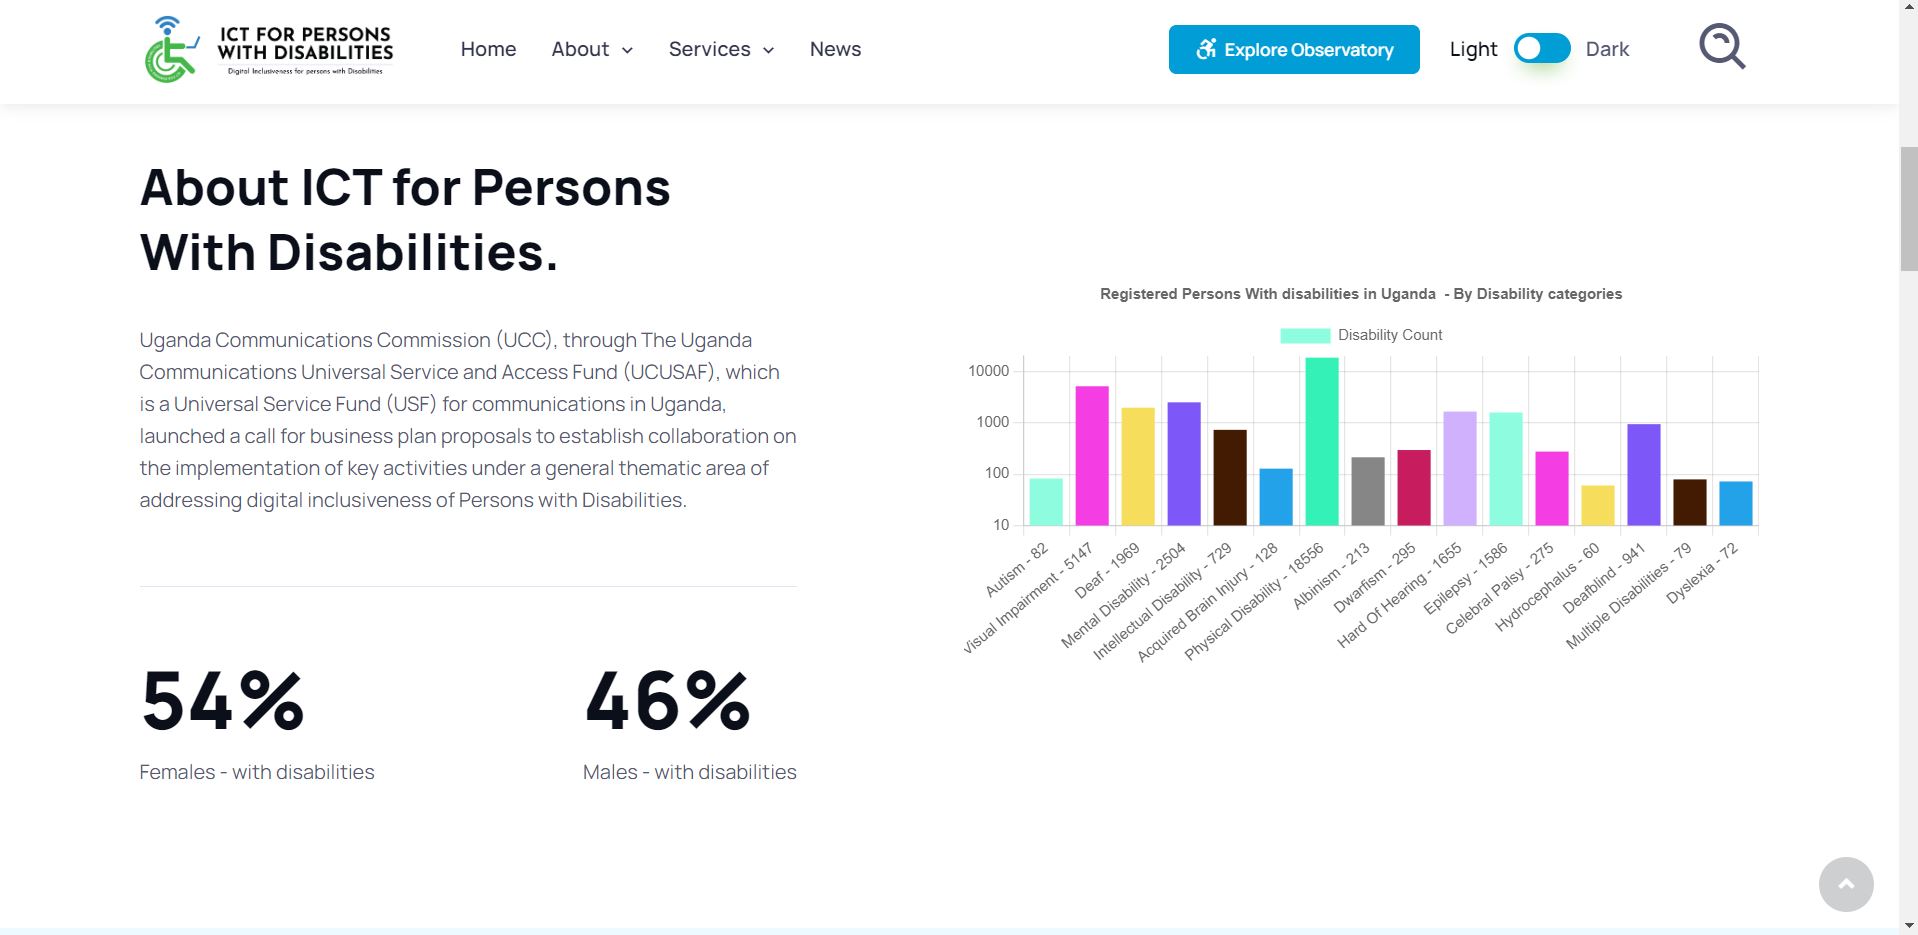 ICT FOR PERSONS
WITH DISABILITIES
Digital Inclusiveness for persons with Disabilities
Home
About
Services
News
Explore Observatory
Light
Dark
About ICT for Persons
With Disabilities.
Uganda Communications Commission (UCC), through The Uganda
Communications Universal Service and Access Fund (UCUSAF), which
is a Universal Service Fund (USF) for communications in Uganda,
launched a call for business plan proposals to establish collaboration on
the implementation of key activities under a general thematic area of
addressing digital inclusiveness of Persons with Disabilities.
54%
Females - with disabilities
46%
Males - with disabilities
Registered Persons With disabilities in Uganda - By Disability categories
Disability Count
10000
1000
100
10
Autism - 82
Visual Impairment - 5147
Deaf - 1969
Mental Disability - 2504
Intellectual Disability - 729
Acquired Brain Injury - 128
Physical Disability - 18556
Albinism - 213
Dwarfism - 295
Hard Of Hearing - 1655
Epilepsy - 1586
Celebral Palsy - 275
Hydrocephalus - 60
Deafblind - 941
Multiple Disabilities - 79
Dyslexia - 72